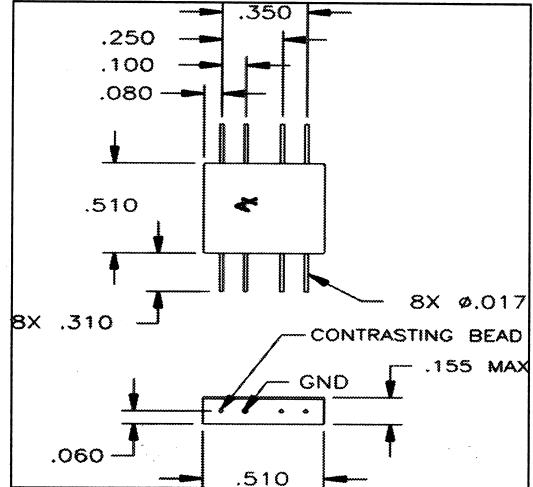 .350
.250
.100
.080
.510
8X .310
8X ø.017
CONTRASTING BEAD
.155 MAX
GND
.060
.510